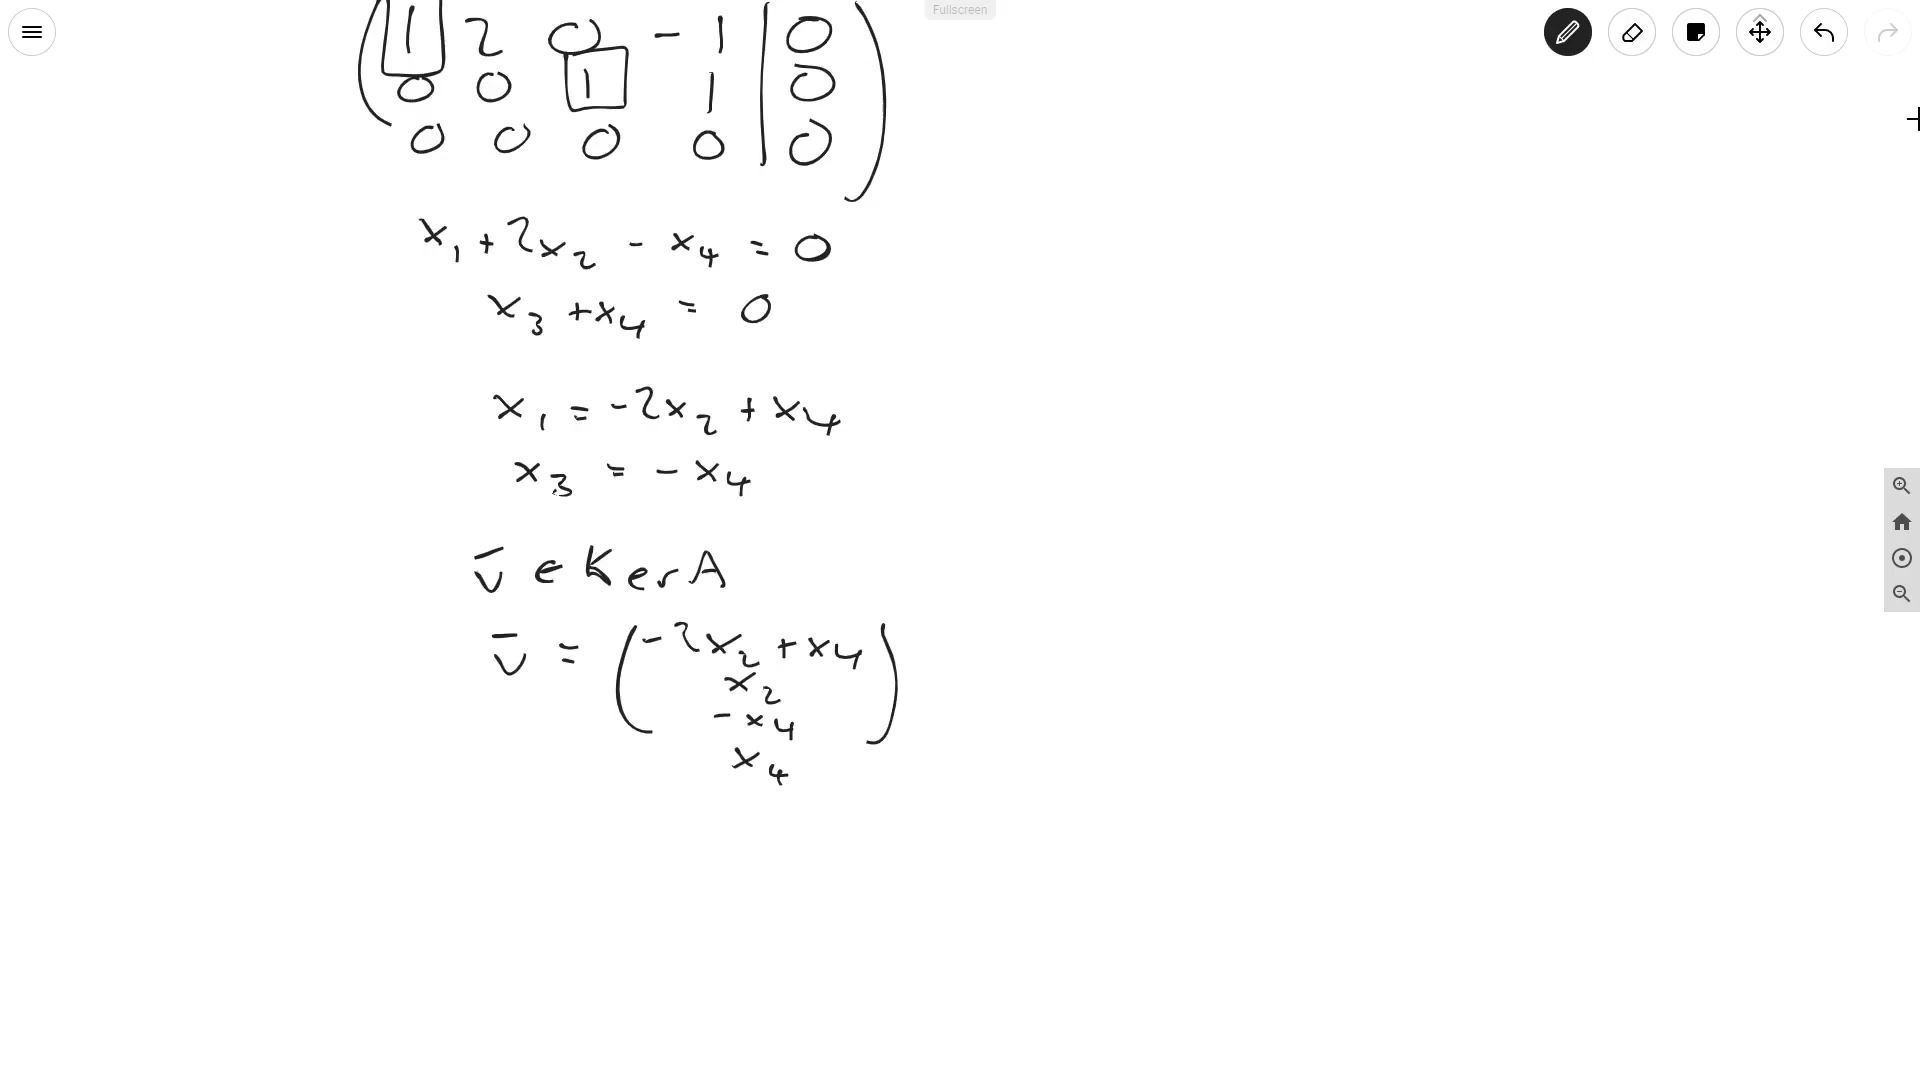 Fullscreen
1 2 0 -1 | 0
0 0 1 1 | 0
0 0 0 0 | 0
x₁ + 2x₂ - x₄ = 0
x₃ + x₄ = 0
x₁ = -2x₂ + x₄
x₃ = -x₄
v̄ ∈ Ker A
v̄ = ( -2x₂ + x₄
x₂
-x₄
x₄ )